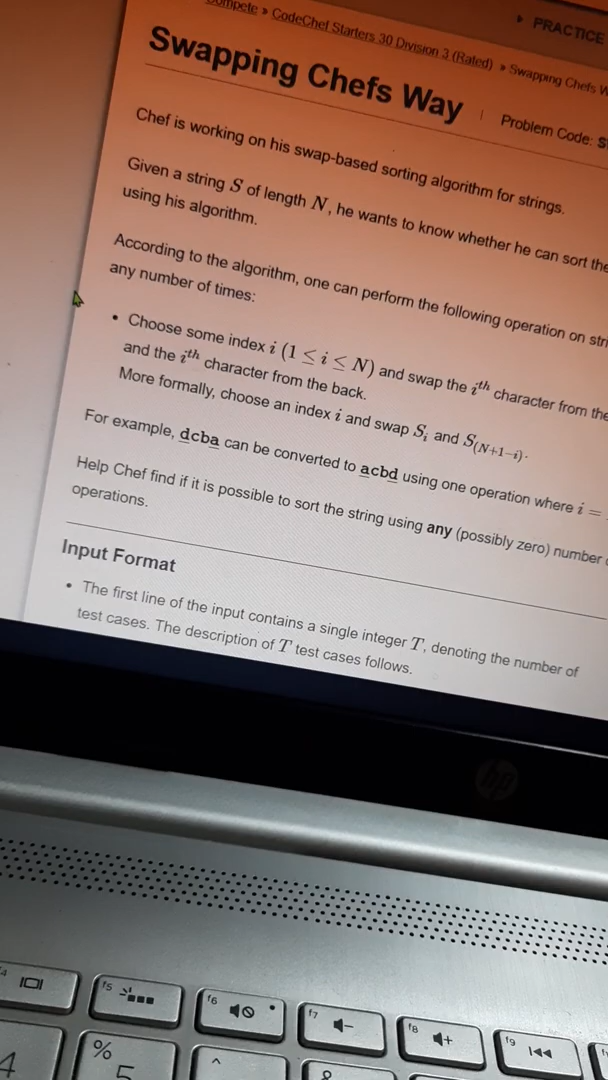 Compete » CodeChef Starters 30 Division 3 (Rated) » Swapping Chefs W
PRACTICE
Swapping Chefs Way
Problem Code: S
Chef is working on his swap-based sorting algorithm for strings.
Given a string S of length N, he wants to know whether he can sort the
using his algorithm.
According to the algorithm, one can perform the following operation on stri
any number of times:
• Choose some index i (1 ≤ i ≤ N) and swap the iᵗʰ character from the
and the iᵗʰ character from the back.
More formally, choose an index i and swap Sᵢ and S₍N₊₁₋ᵢ₎.
For example, dcba can be converted to acbd using one operation where i =
Help Chef find if it is possible to sort the string using any (possibly zero) number
operations.
Input Format
• The first line of the input contains a single integer T, denoting the number of
test cases. The description of T test cases follows.
hp
f5
f6
f7
f8
f9
4
%
5
^